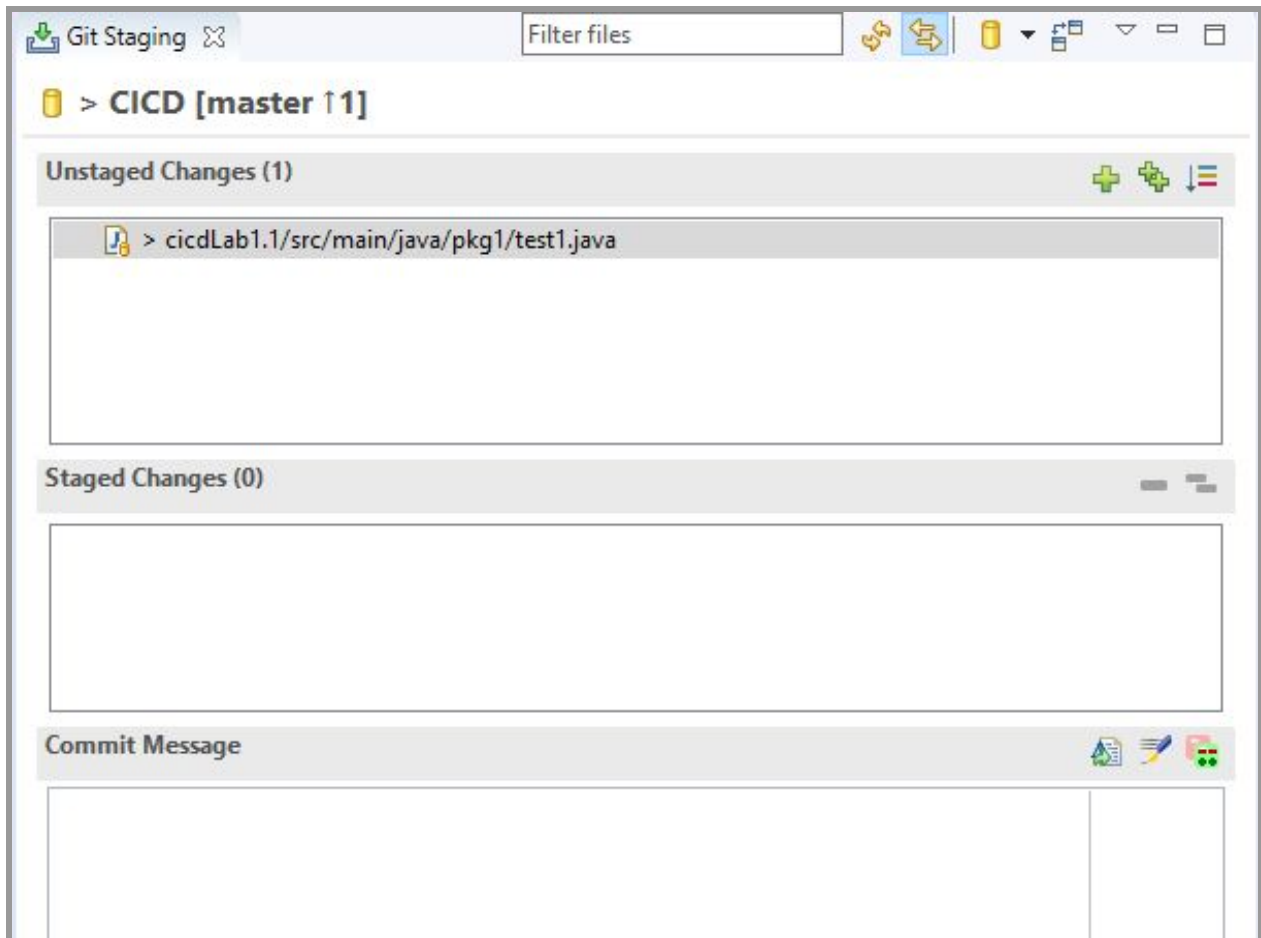 Git Staging
Filter files
> CICD [master ↑1]
Unstaged Changes (1)
> cicdLab1.1/src/main/java/pkg1/test1.java
Staged Changes (0)
Commit Message